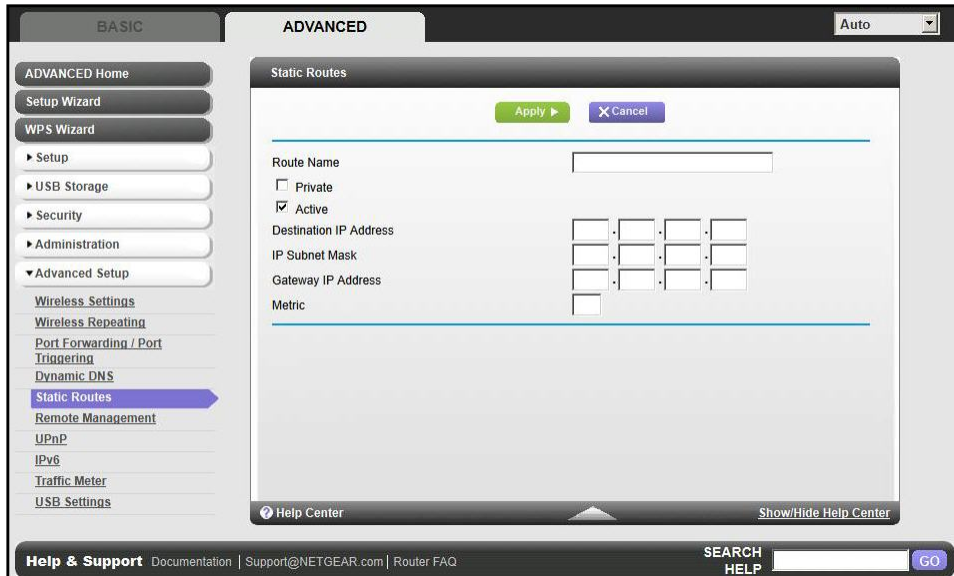 BASIC
ADVANCED
Auto
ADVANCED Home
Setup Wizard
WPS Wizard
Setup
USB Storage
Security
Administration
Advanced Setup
Wireless Settings
Wireless Repeating
Port Forwarding / Port
Triggering
Dynamic DNS
Static Routes
Remote Management
UPnP
IPv6
Traffic Meter
USB Settings
Static Routes
Apply
Cancel
Route Name
Private
Active
Destination IP Address
. . .
IP Subnet Mask
. . .
Gateway IP Address
. . .
Metric
Help Center
Show/Hide Help Center
Help & Support Documentation | Support@NETGEAR.com | Router FAQ
SEARCH
HELP
GO